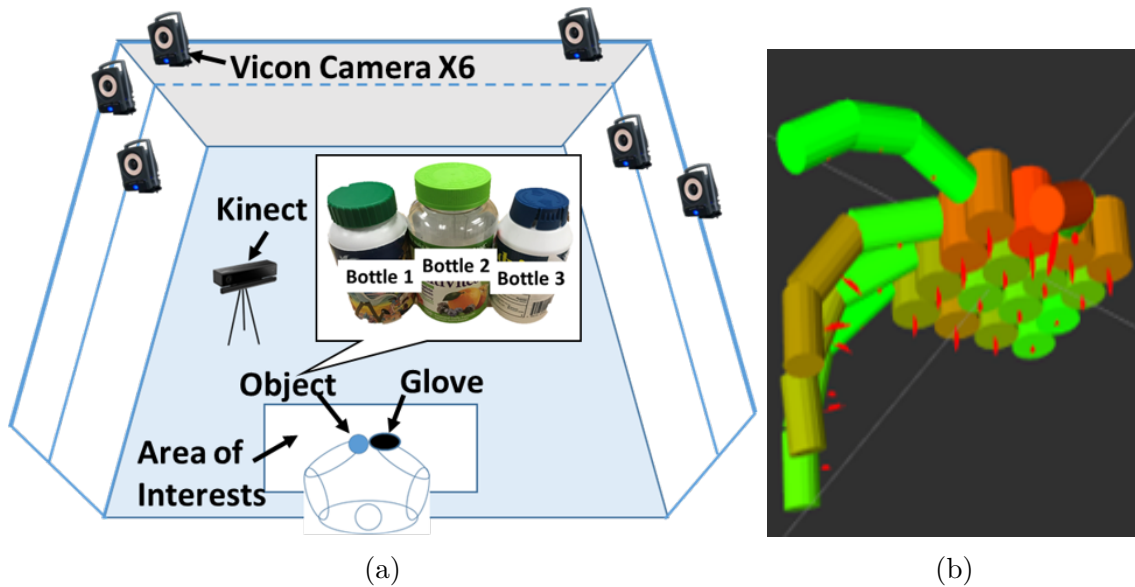 Vicon Camera X6
Kinect
Bottle 1
Bottle 2
Bottle 3
Object
Glove
Area of
Interests
(a)
(b)